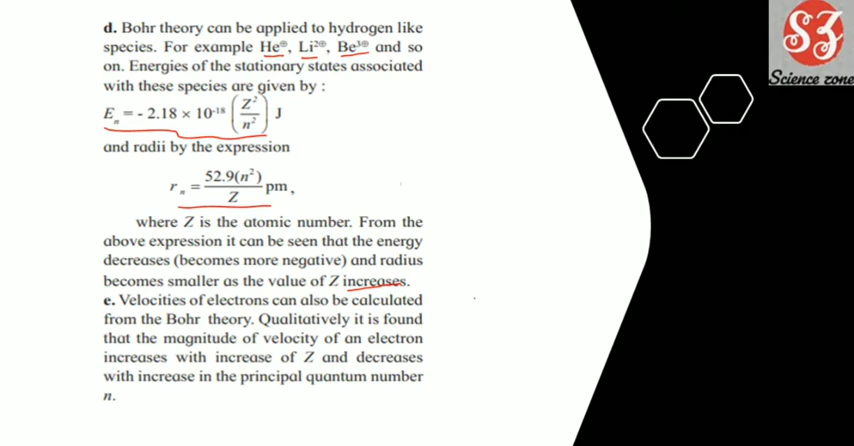 d. Bohr theory can be applied to hydrogen like
species. For example He⊕, Li²⊕, Be³⊕ and so
on. Energies of the stationary states associated
with these species are given by :
Eₙ = - 2.18 × 10⁻¹⁸ (Z²/n²) J
and radii by the expression
rₙ = 52.9(n²)/Z pm,
where Z is the atomic number. From the
above expression it can be seen that the energy
decreases (becomes more negative) and radius
becomes smaller as the value of Z increases.
e. Velocities of electrons can also be calculated
from the Bohr theory. Qualitatively it is found
that the magnitude of velocity of an electron
increases with increase of Z and decreases
with increase in the principal quantum number
n.
SZ
Science zone